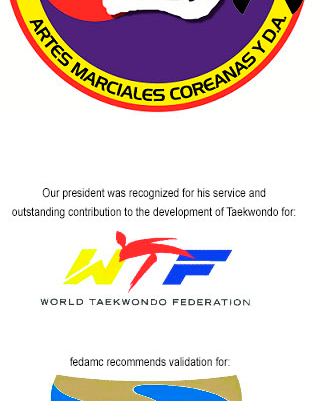 ARTES MARCIALES COREANAS Y D.A.
Our president was recognized for his service and
outstanding contribution to the development of Taekwondo for:
WTF
WORLD TAEKWONDO FEDERATION
fedamc recommends validation for: